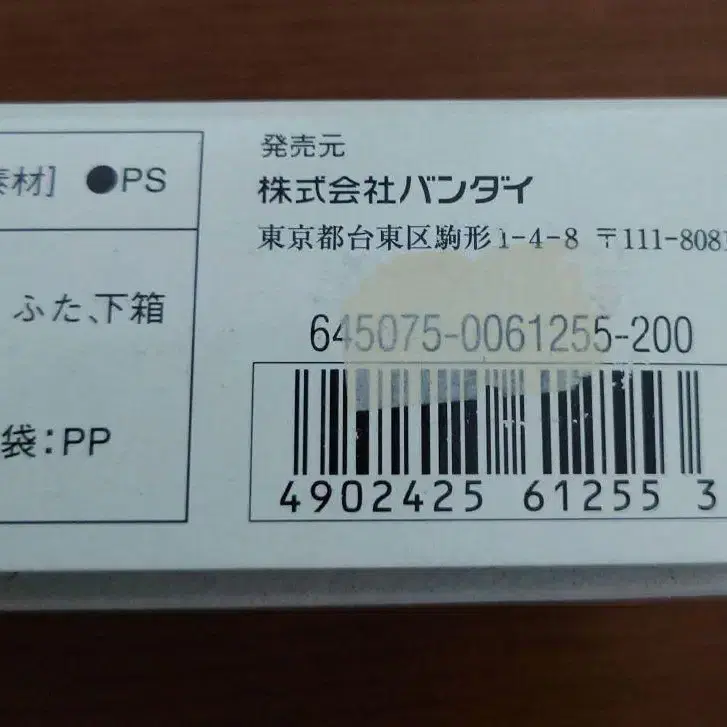 素材] ●PS
ふた、下箱
袋:PP
発売元
株式会社バンダイ
東京都台東区駒形1-4-8 〒111-8081
645075-0061255-200
4902425 61255 3